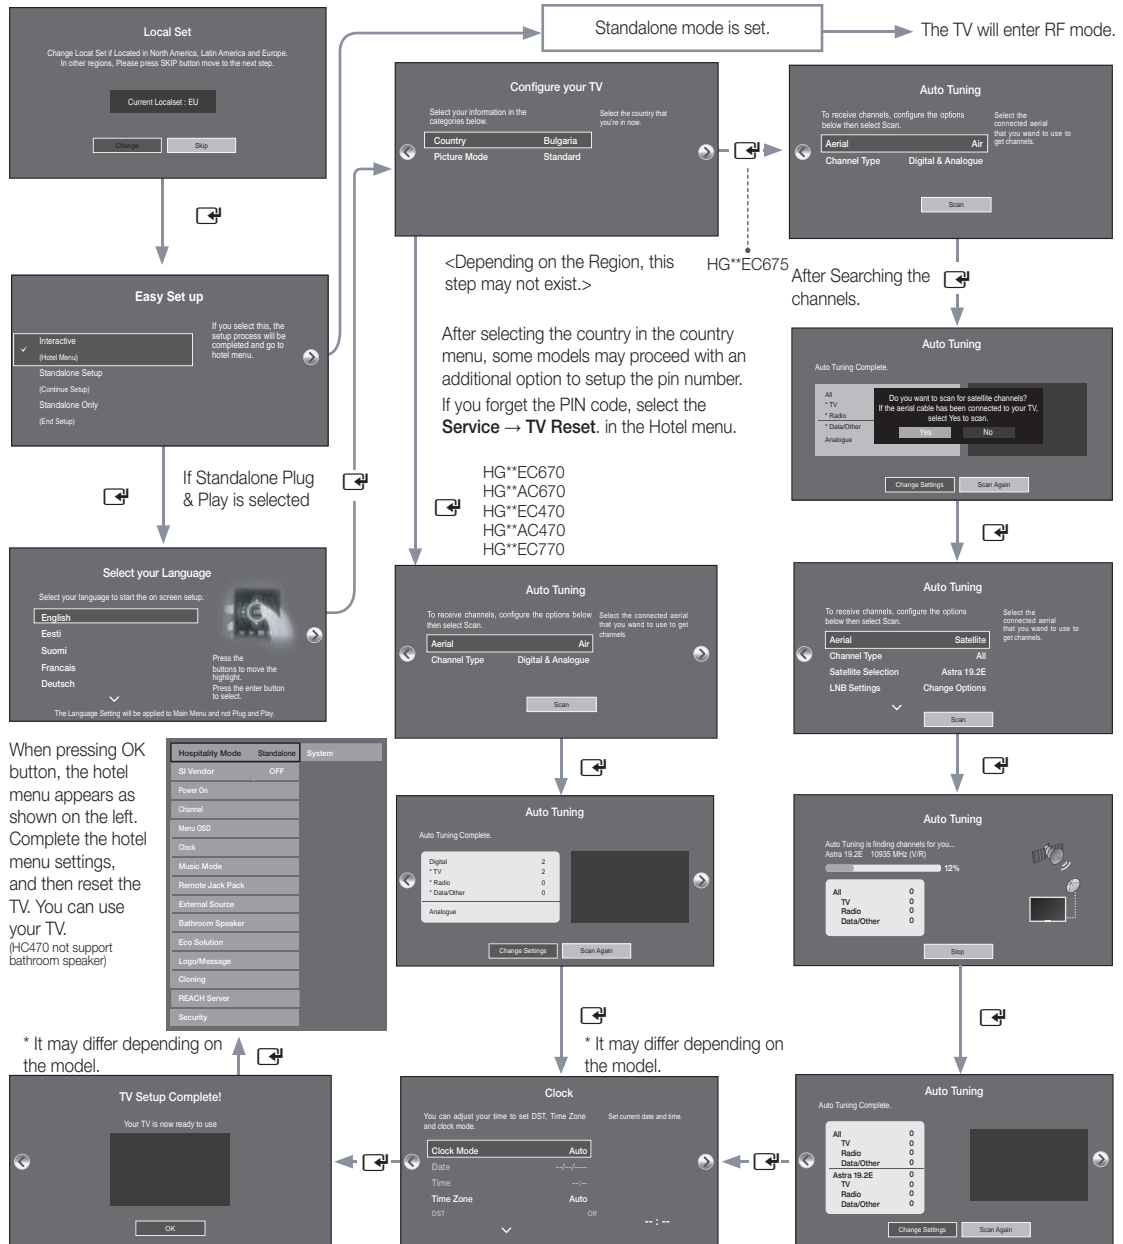 Local Set
Change Locat Set if Located in North America, Latin America and Europe.
In other regions, Please press SKIP button move to the next step.
Current Localset : EU
Change
Skip
Standalone mode is set.
The TV will enter RF mode.
Configure your TV
Select your information in the
categories below.
Select the country that
you're in now.
Country Bulgaria
Picture Mode Standard
Auto Tuning
To receive channels, configure the options
below then select Scan.
Select the
connected aerial
that you wand to use to
get channels.
Aerial Air
Channel Type Digital & Analogue
Scan
<Depending on the Region, this
step may not exist.>
HG**EC675
After Searching the
channels.
Easy Set up
Interactive
(Hotel Menu)
Standalone Setup
(Continue Setup)
Standalone Only
(End Setup)
If you select this, the
setup process will be
completed and go to
hotel menu.
After selecting the country in the country
menu, some models may proceed with an
additional option to setup the pin number.
If you forget the PIN code, select the
Service → TV Reset. in the Hotel menu.
Auto Tuning
Auto Tuning Complete.
All
* TV
* Radio
* Data/Other
Analogue
Do you want to scan for satellite channels?
If the aerial cable has been connected to your TV,
select Yes to scan.
Yes
No
Change Settings
Scan Again
If Standalone Plug
& Play is selected
HG**EC670
HG**AC670
HG**EC470
HG**AC470
HG**EC770
Select your Language
Select your language to start the on screen setup.
English
Eesti
Suomi
Francais
Deutsch
Press the
buttons to move the
highlight.
Press the enter button
to select.
The Language Setting will be applied to Main Menu and not Plug and Play.
Auto Tuning
To receive channels, configure the options below
then select Scan.
Select the connected aerial
that you wand to use to get
channels
Aerial Air
Channel Type Digital & Analogue
Scan
Auto Tuning
To receive channels, configure the options
below then select Scan.
Select the
connected aerial
that you wand to use to
get channels.
Aerial Satellite
Channel Type All
Satellite Selection Astra 19.2E
LNB Settings Change Options
Scan
When pressing OK
button, the hotel
menu appears as
shown on the left.
Complete the hotel
menu settings,
and then reset the
TV. You can use
your TV.
(HC470 not support
bathroom speaker)
Hospitality Mode Standalone System
SI Vendor OFF
Power On
Channel
Menu OSD
Clock
Music Mode
Remote Jack Pack
External Source
Bathroom Speaker
Eco Solution
Logo/Message
Cloning
REACH Server
Security
Auto Tuning
Auto Tuning Complete.
Digital 2
* TV 2
* Radio 0
* Data/Other 0
Analogue
Change Settings
Scan Again
Auto Tuning
Auto Tuning is finding channels for you...
Astra 19.2E 10935 MHz (V/R)
12%
All 0
TV 0
Radio 0
Data/Other 0
Stop
* It may differ depending on
the model.
* It may differ depending on
the model.
TV Setup Complete!
Your TV is now ready to use
OK
Clock
You can adjust your time to set DST, Time Zone
and clock mode.
Set current date and time.
Clock Mode Auto
Date --/--/----
Time --:--
Time Zone Auto
DST Off
-- : --
Auto Tuning
Auto Tuning Complete.
All 0
TV 0
Radio 0
Data/Other 0
Astra 19.2E 0
TV 0
Radio 0
Data/Other 0
Change Settings
Scan Again